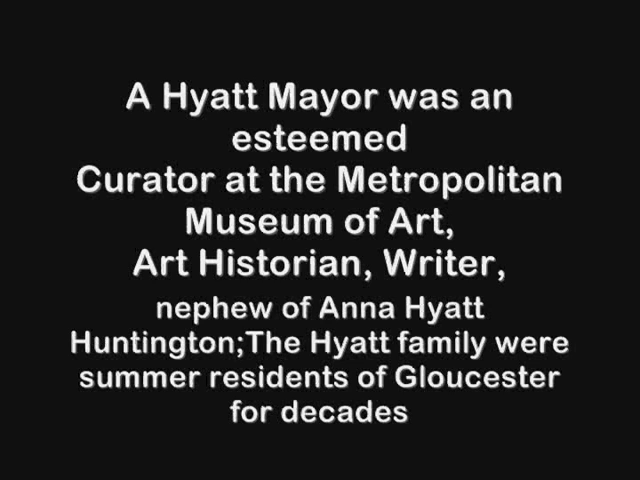 A Hyatt Mayor was an
esteemed
Curator at the Metropolitan
Museum of Art,
Art Historian, Writer,
nephew of Anna Hyatt
Huntington;The Hyatt family were
summer residents of Gloucester
for decades